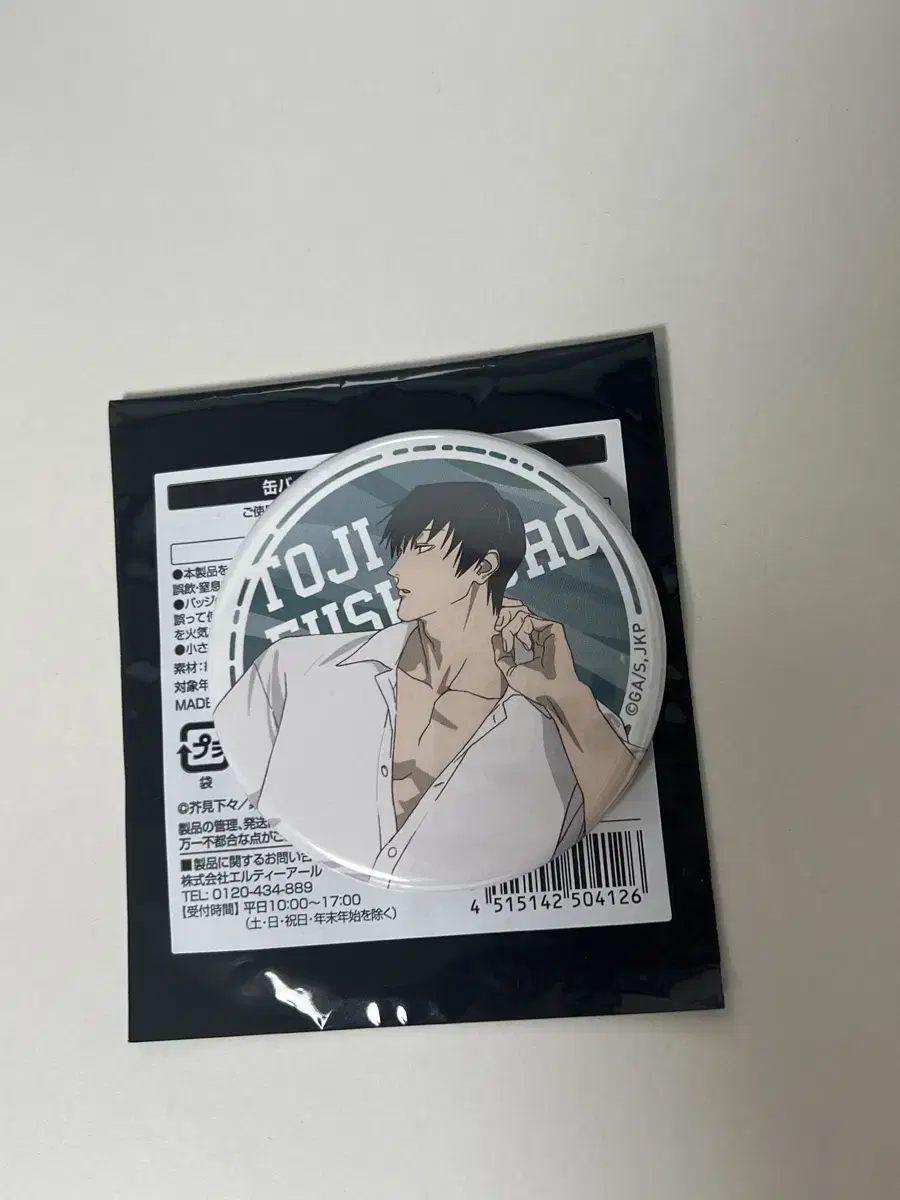 缶バ
ご使
●本製品を
誤飲・窒息
●バッジ
誤って
を火気
●小さ
素材:
対象年
MADE
プラ
袋
©芥見下々/
製品の管理、発送
万一不都合な点がご
■製品に関するお問い合
株式会社エルティーアール
TEL: 0120-434-889
【受付時間】平日10:00〜17:00
(土・日・祝日・年末年始を除く)
4 515142 504126
TOJI
FUSH RO
©GA/S,JKP